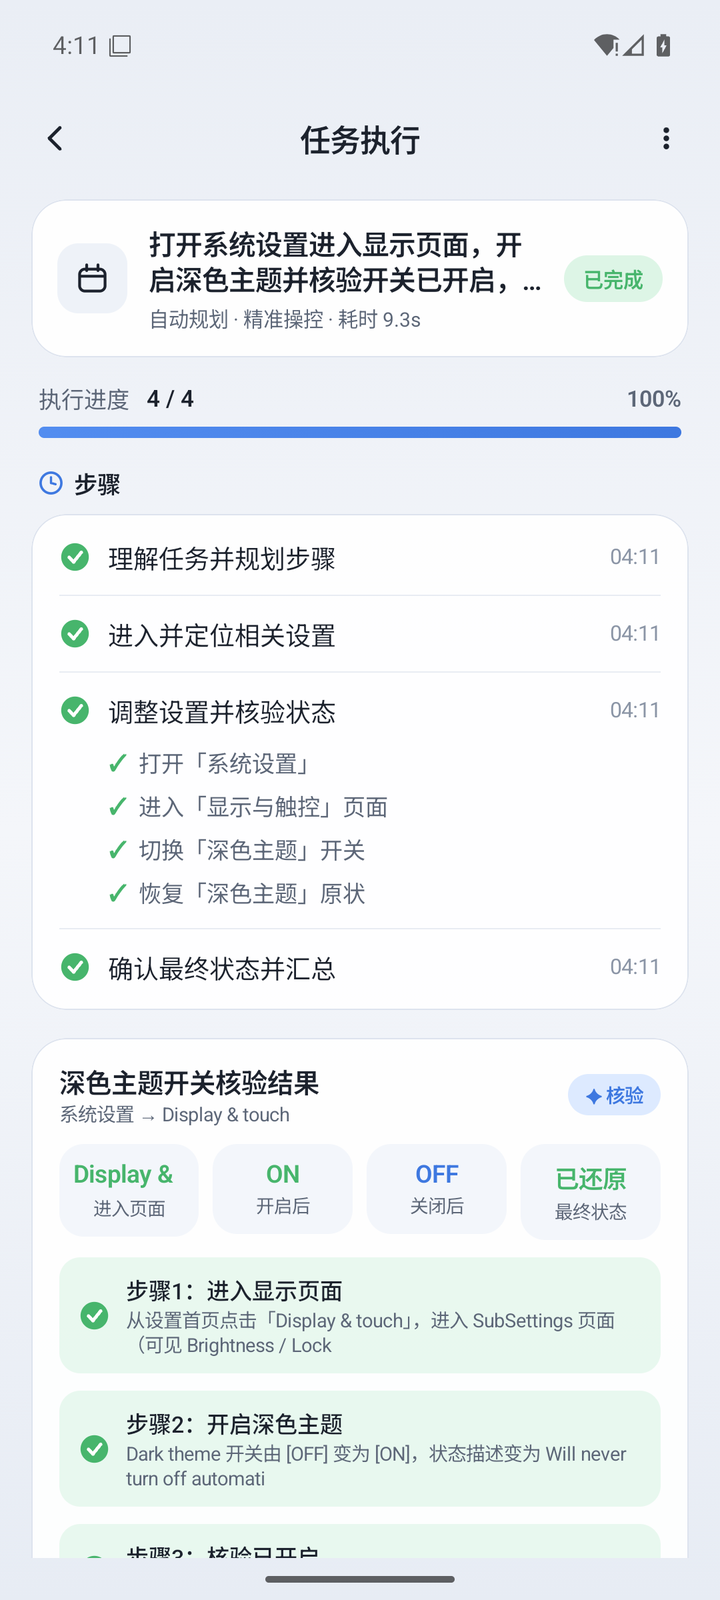 4:11
任务执行
打开系统设置进入显示页面，开
启深色主题并核验开关已开启，...
已完成
自动规划 · 精准操控 · 耗时 9.3s
执行进度 4 / 4 100%
步骤
理解任务并规划步骤 04:11
进入并定位相关设置 04:11
调整设置并核验状态 04:11
✓ 打开「系统设置」
✓ 进入「显示与触控」页面
✓ 切换「深色主题」开关
✓ 恢复「深色主题」原状
确认最终状态并汇总 04:11
深色主题开关核验结果
系统设置 → Display & touch
核验
Display &
进入页面
ON
开启后
OFF
关闭后
已还原
最终状态
步骤1：进入显示页面
从设置首页点击「Display & touch」，进入 SubSettings 页面
（可见 Brightness / Lock
步骤2：开启深色主题
Dark theme 开关由 [OFF] 变为 [ON]，状态描述变为 Will never
turn off automati
步骤3：核验已开启